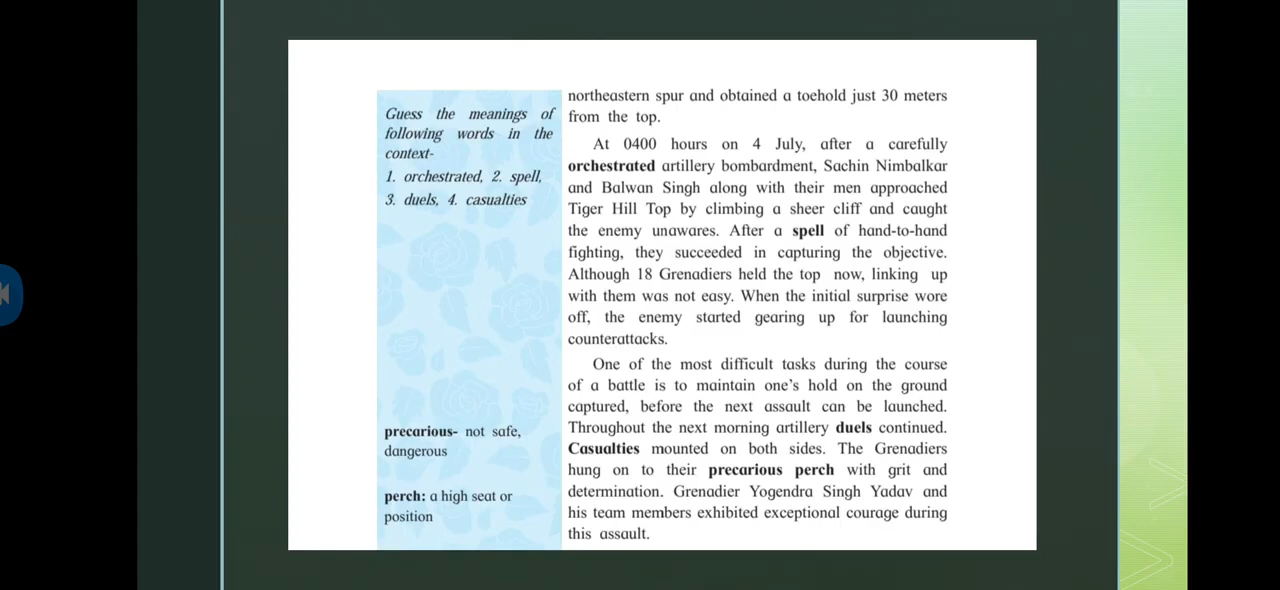 Guess the meanings of
following words in the
context-
1. orchestrated, 2. spell,
3. duels, 4. casualties
precarious- not safe,
dangerous
perch: a high seat or
position
northeastern spur and obtained a toehold just 30 meters
from the top.
At 0400 hours on 4 July, after a carefully
orchestrated artillery bombardment, Sachin Nimbalkar
and Balwan Singh along with their men approached
Tiger Hill Top by climbing a sheer cliff and caught
the enemy unawares. After a spell of hand-to-hand
fighting, they succeeded in capturing the objective.
Although 18 Grenadiers held the top now, linking up
with them was not easy. When the initial surprise wore
off, the enemy started gearing up for launching
counterattacks.
One of the most difficult tasks during the course
of a battle is to maintain one's hold on the ground
captured, before the next assault can be launched.
Throughout the next morning artillery duels continued.
Casualties mounted on both sides. The Grenadiers
hung on to their precarious perch with grit and
determination. Grenadier Yogendra Singh Yadav and
his team members exhibited exceptional courage during
this assault.